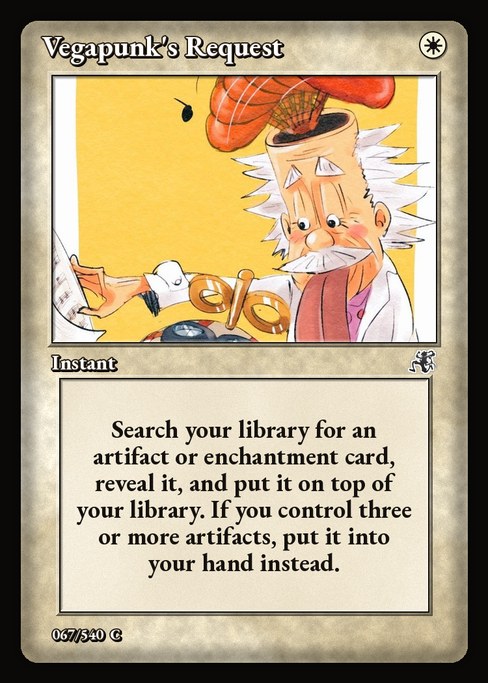 Vegapunk's Request
Instant
Search your library for an
artifact or enchantment card,
reveal it, and put it on top of
your library. If you control three
or more artifacts, put it into
your hand instead.
067/540 C